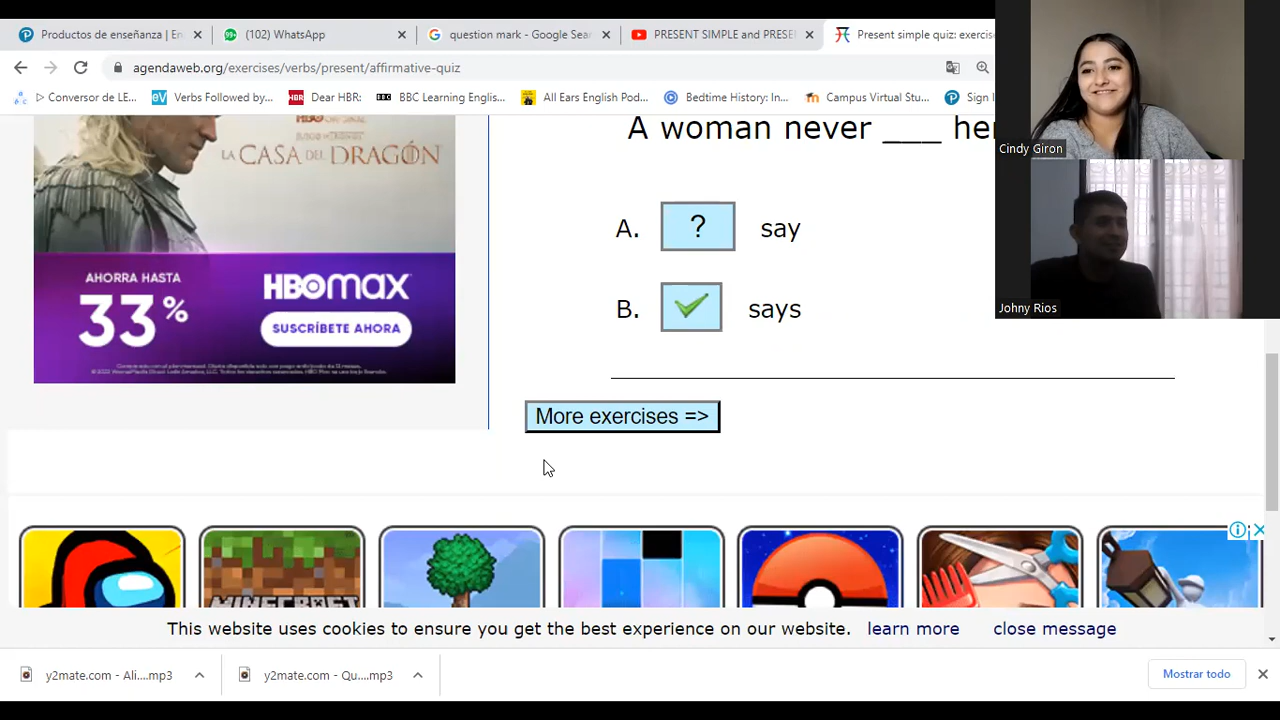 Productos de enseñanza | En
(102) WhatsApp
question mark - Google Sea
PRESENT SIMPLE and PRESE
Present simple quiz: exercise
agendaweb.org/exercises/verbs/present/affirmative-quiz
▷ Conversor de LE...
Verbs Followed by...
HBR
Dear HBR:
BBC
BBC Learning Englis...
All Ears English Pod...
Bedtime History: In...
Campus Virtual Stu...
Sign I
LA CASA DEL DRAGÓN
AHORRA HASTA
33%
HBOMAX
SUSCRÍBETE AHORA
A woman never ___ her
A. ? say
B. says
More exercises =>
MINECRAFT
This website uses cookies to ensure you get the best experience on our website. learn more close message
y2mate.com - Ali....mp3
y2mate.com - Qu....mp3
Mostrar todo
Cindy Giron
Johny Rios